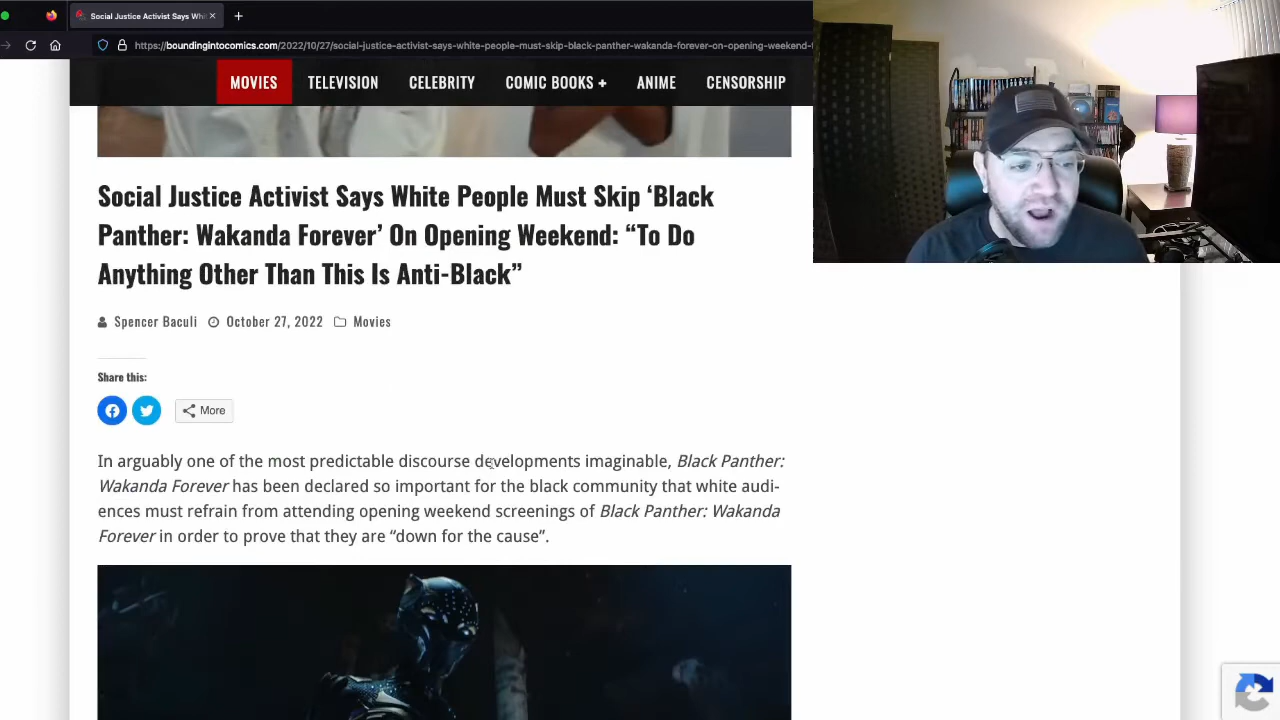 Social Justice Activist Says Whi
https://boundingintocomics.com/2022/10/27/social-justice-activist-says-white-people-must-skip-black-panther-wakanda-forever-on-opening-weekend-
MOVIES TELEVISION CELEBRITY COMIC BOOKS + ANIME CENSORSHIP
Social Justice Activist Says White People Must Skip ‘Black
Panther: Wakanda Forever’ On Opening Weekend: “To Do
Anything Other Than This Is Anti-Black”
Spencer Baculi October 27, 2022 Movies
Share this:
More
In arguably one of the most predictable discourse developments imaginable, Black Panther:
Wakanda Forever has been declared so important for the black community that white audi-
ences must refrain from attending opening weekend screenings of Black Panther: Wakanda
Forever in order to prove that they are “down for the cause”.